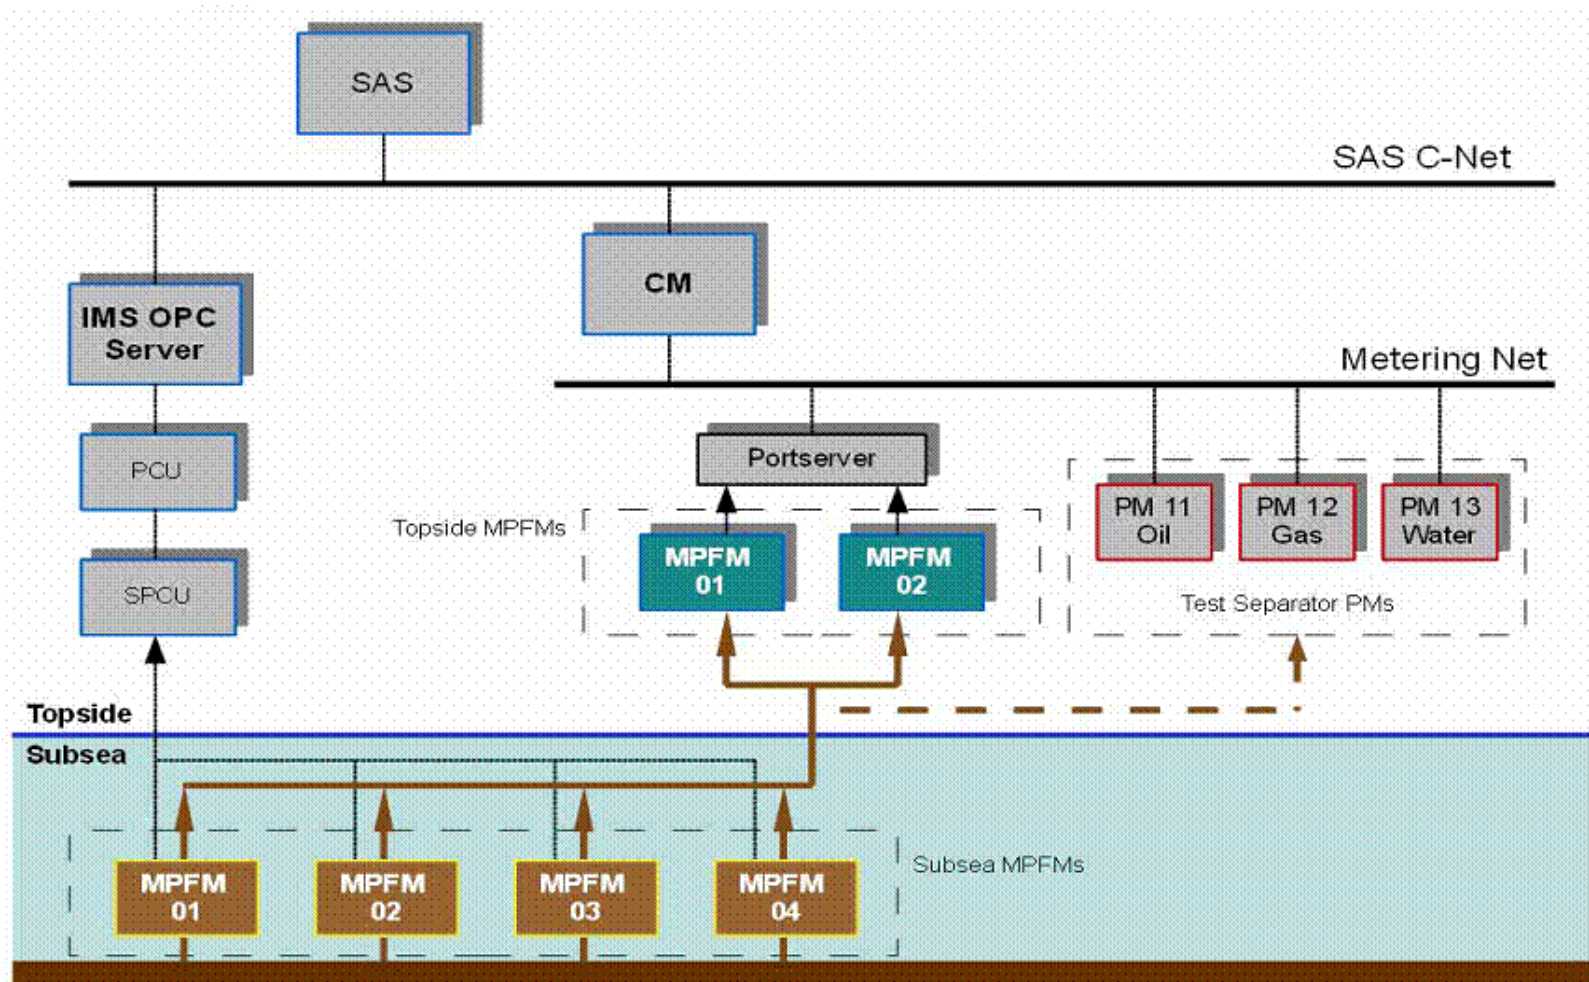 SAS
SAS C-Net
CM
IMS OPC
Server
Metering Net
PCU
Portserver
Topside MPFMs
PM 11
Oil
PM 12
Gas
PM 13
Water
MPFM
01
MPFM
02
SPCU
Test Separator PMs
Topside
Subsea
Subsea MPFMs
MPFM
01
MPFM
02
MPFM
03
MPFM
04